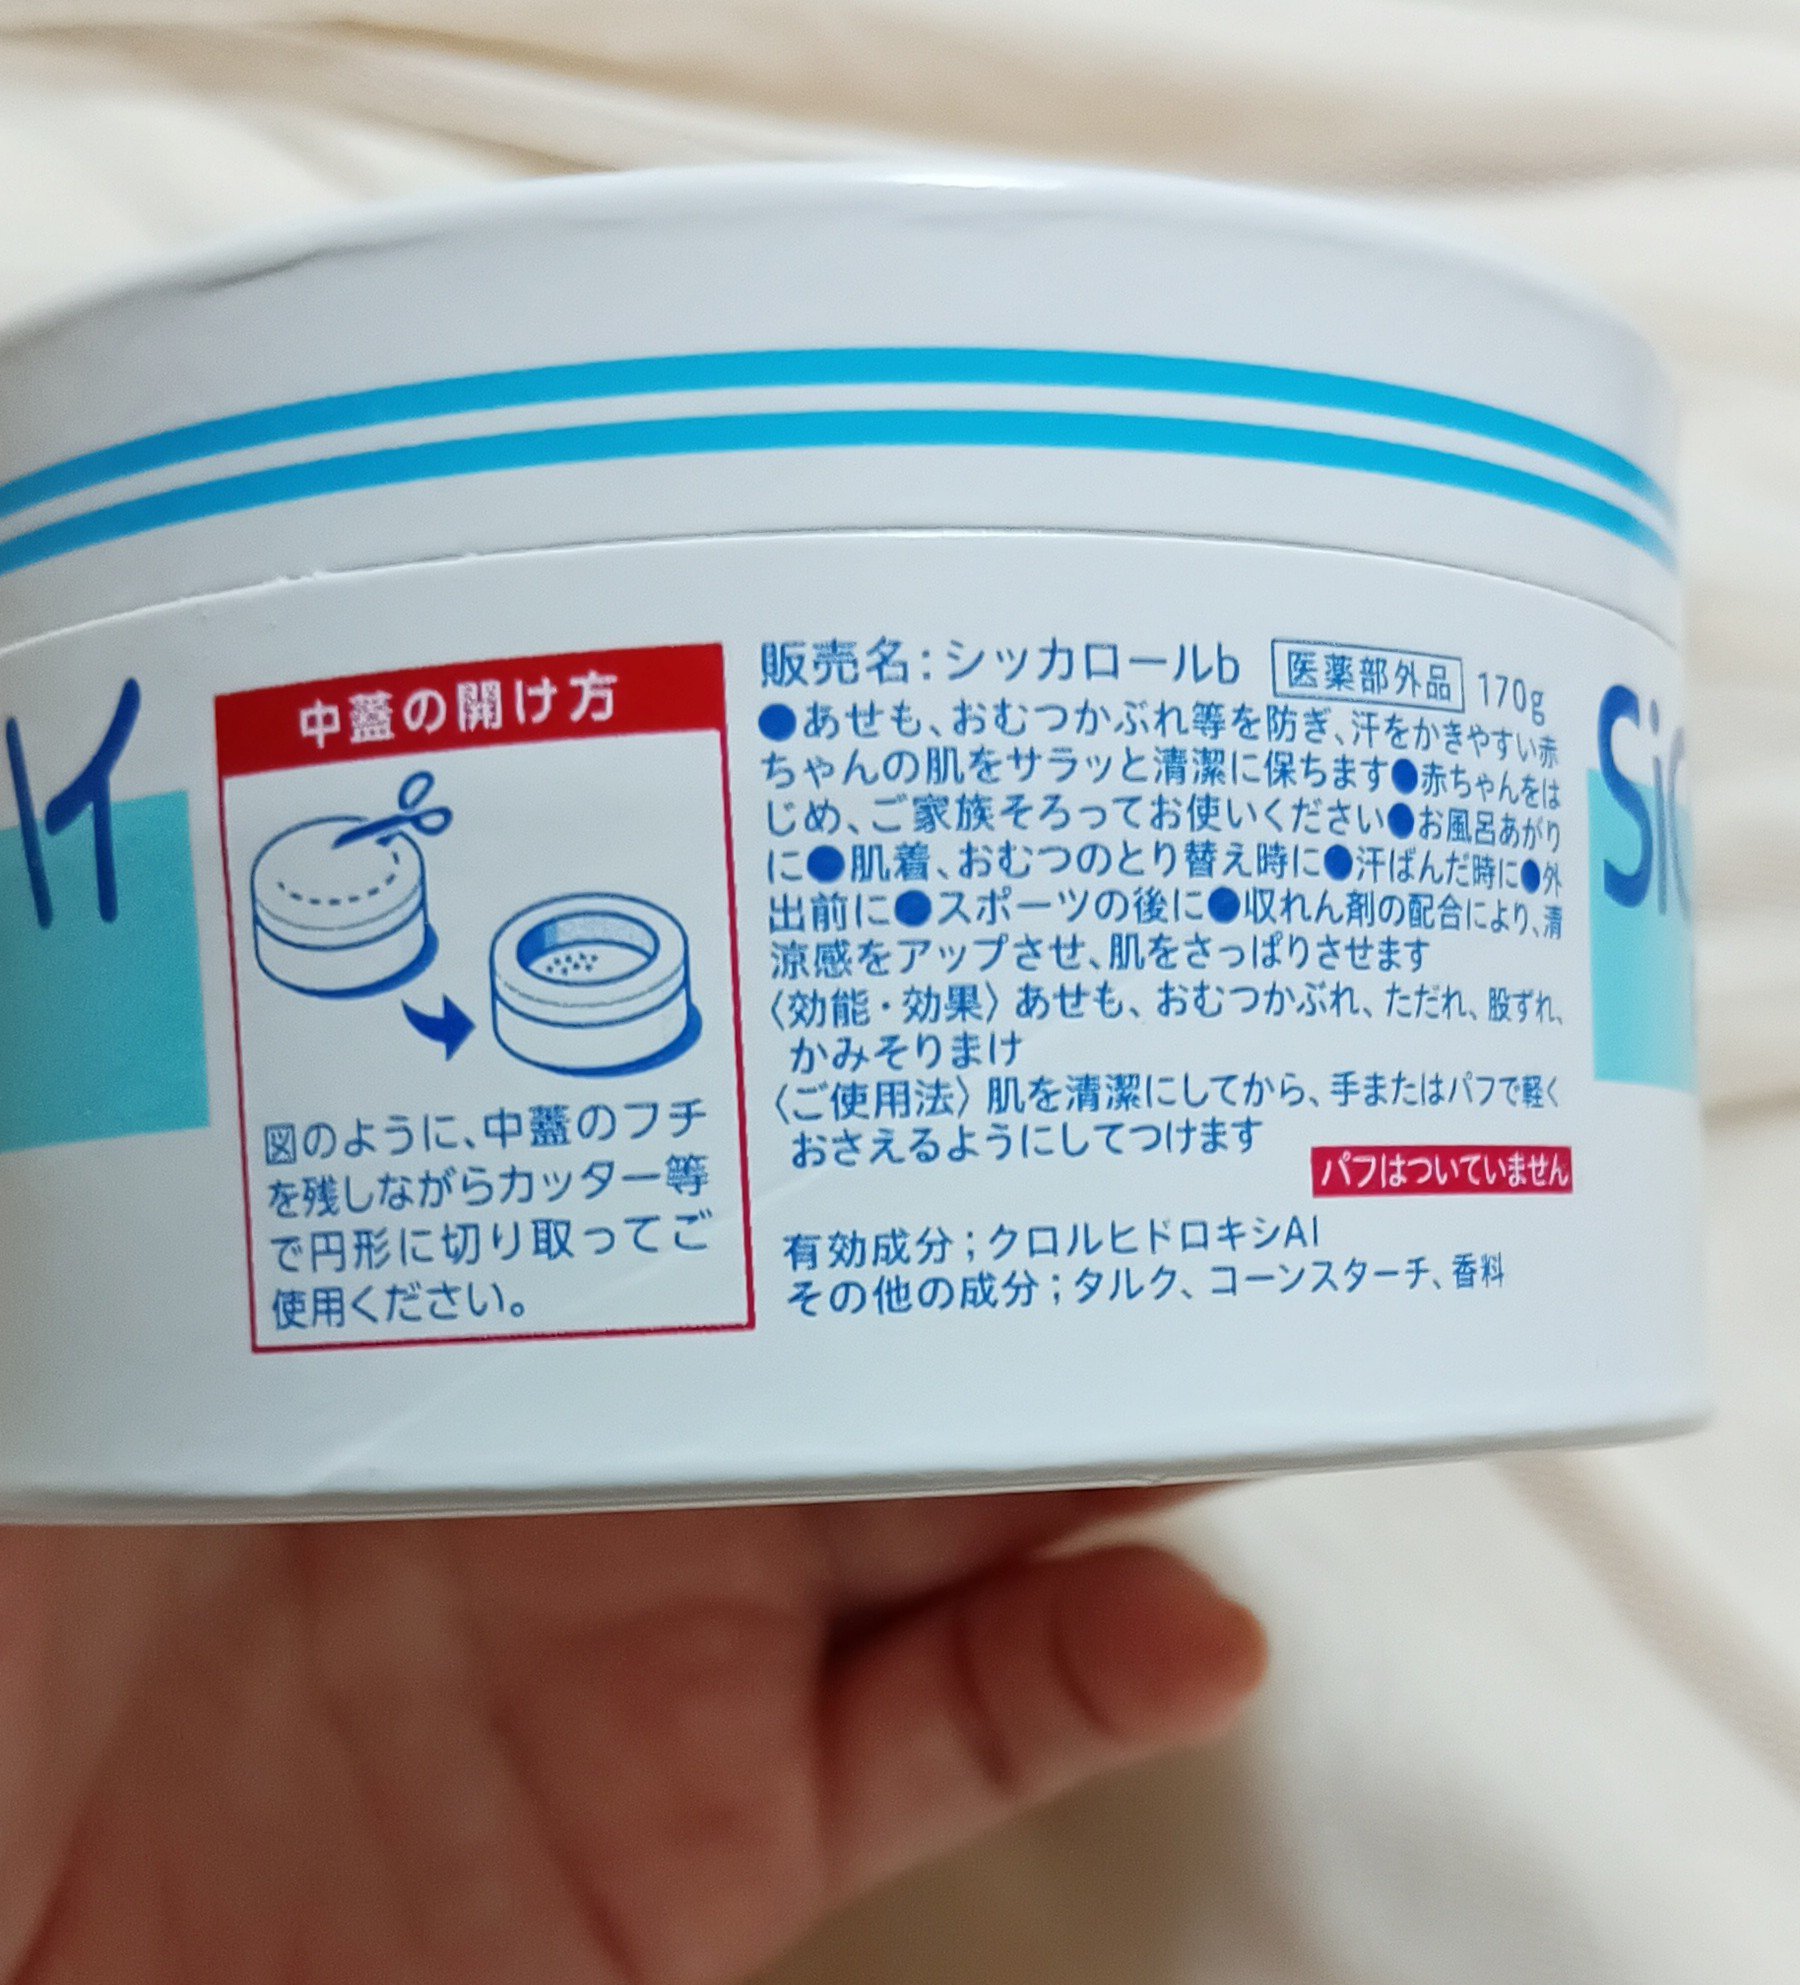 中蓋の開け方
図のように、中蓋のフチ
を残しながらカッター等
で円形に切り取ってご
使用ください。
販売名：シッカロールb 医薬部外品 170g
●あせも、おむつかぶれ等を防ぎ、汗をかきやすい赤
ちゃんの肌をサラッと清潔に保ちます●赤ちゃんをは
じめ、ご家族そろってお使いください●お風呂あがり
に●肌着、おむつのとり替え時に●汗ばんだ時に●外
出前に●スポーツの後に●収れん剤の配合により、清
涼感をアップさせ、肌をさっぱりさせます
〈効能・効果〉あせも、おむつかぶれ、ただれ、股ずれ、
かみそりまけ
〈ご使用法〉肌を清潔にしてから、手またはパフで軽く
おさえるようにしてつけます
パフはついていません
有効成分；クロルヒドロキシAl
その他の成分；タルク、コーンスターチ、香料